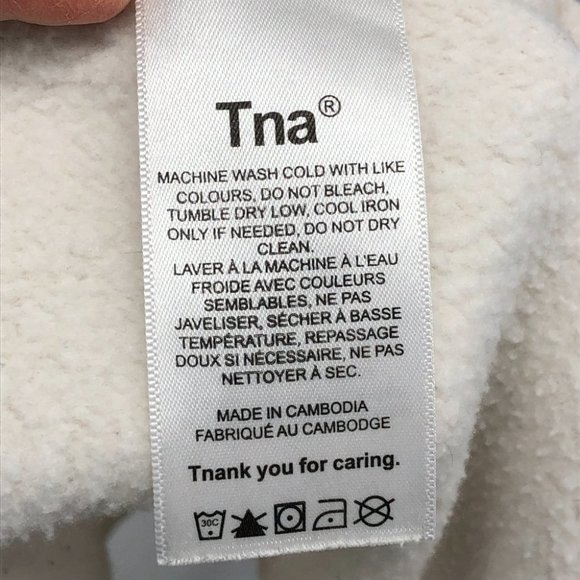 Tna®
MACHINE WASH COLD WITH LIKE
COLOURS, DO NOT BLEACH,
TUMBLE DRY LOW, COOL IRON
ONLY IF NEEDED, DO NOT DRY
CLEAN.
LAVER À LA MACHINE À L'EAU
FROIDE AVEC COULEURS
SEMBLABLES, NE PAS
JAVELISER, SÉCHER À BASSE
TEMPÉRATURE, REPASSAGE
DOUX SI NÉCESSAIRE, NE PAS
NETTOYER À SEC.
MADE IN CAMBODIA
FABRIQUÉ AU CAMBODGE
Tnank you for caring.
30C